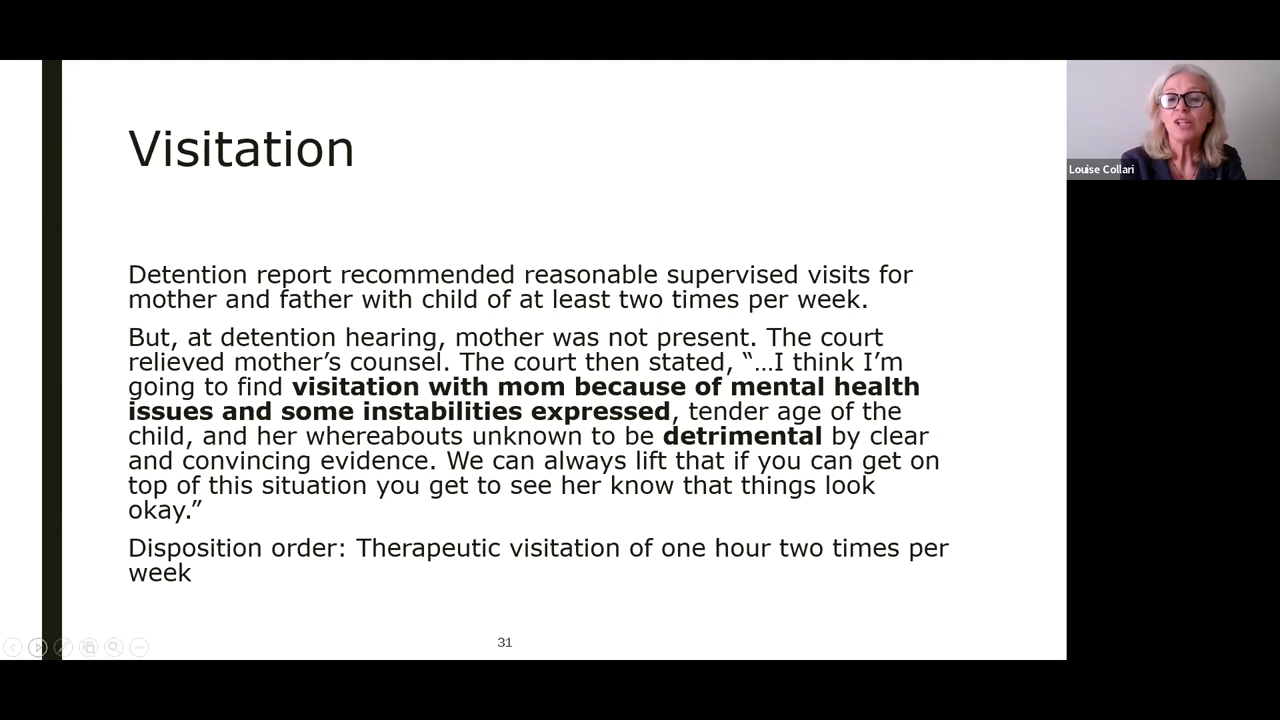 Visitation
Louise Collari
Detention report recommended reasonable supervised visits for
mother and father with child of at least two times per week.
But, at detention hearing, mother was not present. The court
relieved mother’s counsel. The court then stated, “…I think I’m
going to find visitation with mom because of mental health
issues and some instabilities expressed, tender age of the
child, and her whereabouts unknown to be detrimental by clear
and convincing evidence. We can always lift that if you can get on
top of this situation you get to see her know that things look
okay.”
Disposition order: Therapeutic visitation of one hour two times per
week
31